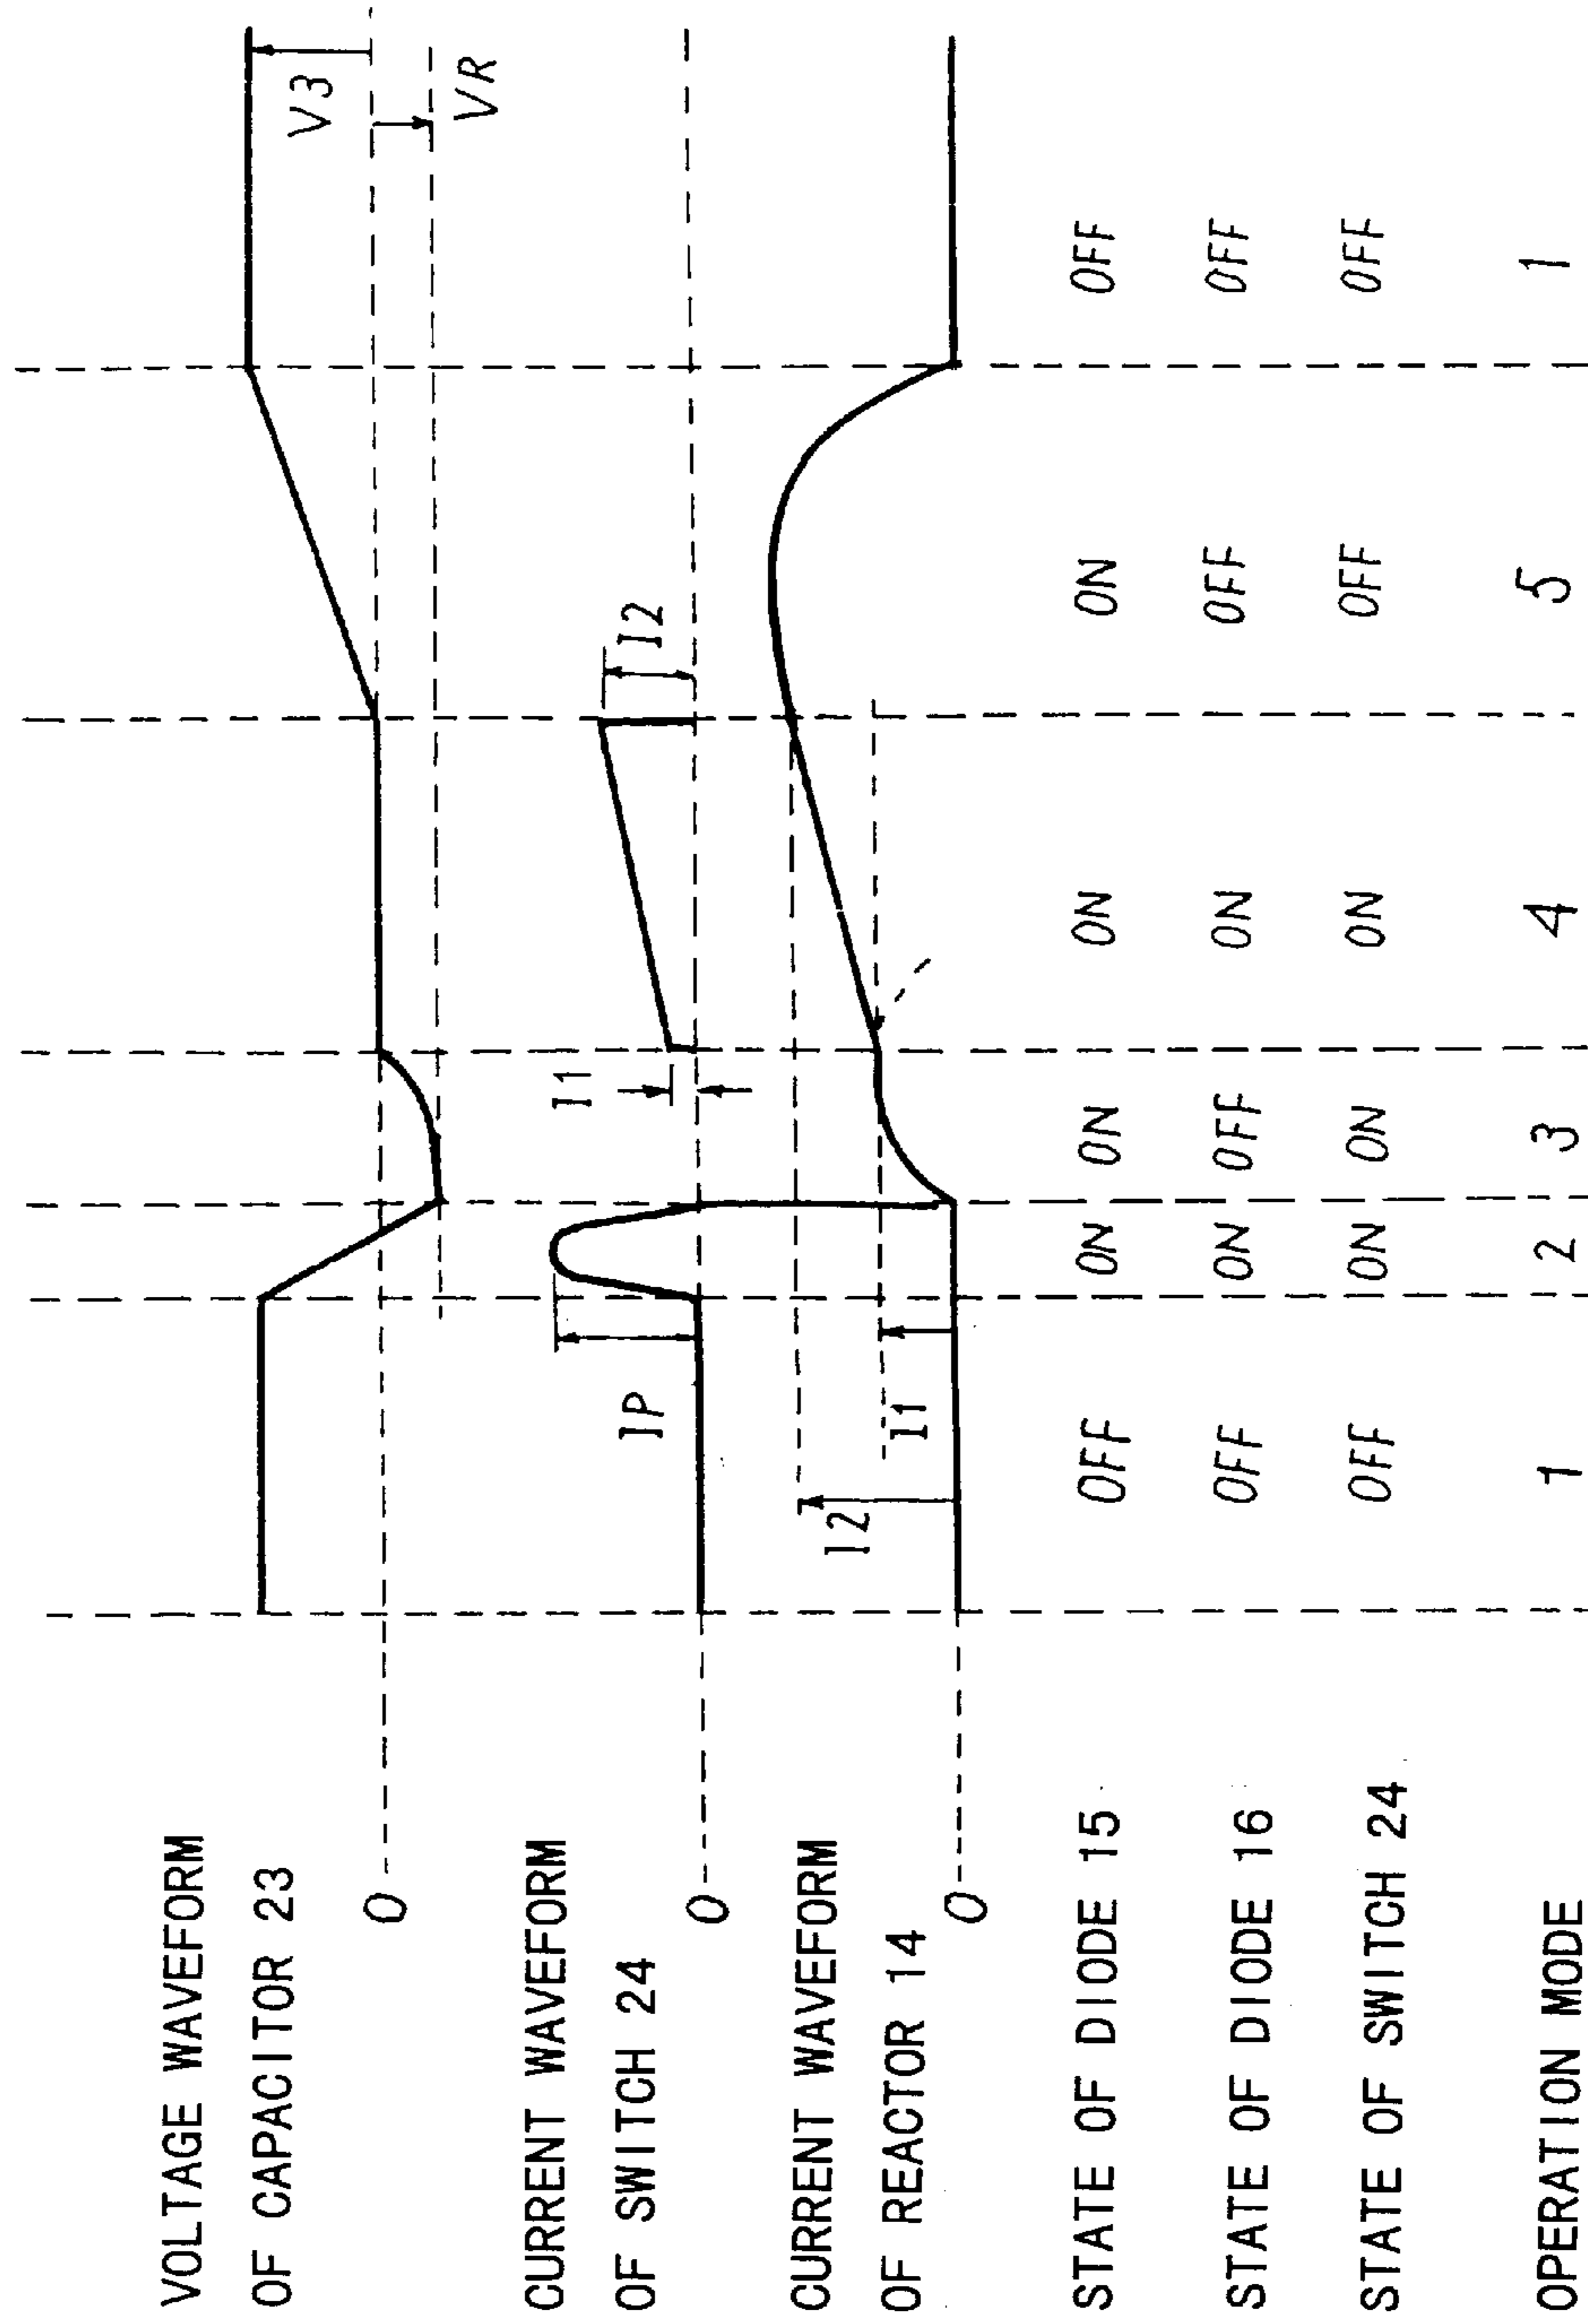 VOLTAGE WAVEFORM
OF CAPACITOR 23
0
V3
VR
CURRENT WAVEFORM
OF SWITCH 24
0
IP
I1
I2
CURRENT WAVEFORM
OF REACTOR 14
0
I2
I1
STATE OF DIODE 15 OFF ON ON ON ON OFF
STATE OF DIODE 16 OFF ON OFF ON OFF OFF
STATE OF SWITCH 24 OFF ON ON ON OFF OFF
OPERATION MODE 1 2 3 4 5 1